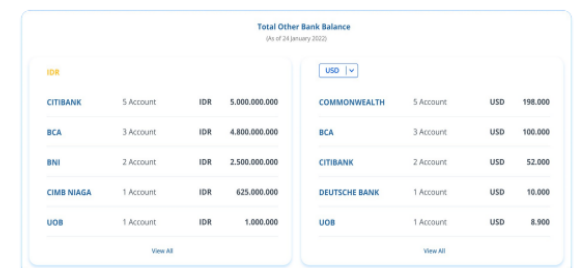 Total Other Bank Balance
(As of 24 January 2022)
IDR
CITIBANK 5 Account IDR 5.000.000.000
BCA 3 Account IDR 4.800.000.000
BNI 2 Account IDR 2.500.000.000
CIMB NIAGA 1 Account IDR 625.000.000
UOB 1 Account IDR 1.000.000
View All
USD
COMMONWEALTH 5 Account USD 198.000
BCA 3 Account USD 100.000
CITIBANK 2 Account USD 52.000
DEUTSCHE BANK 1 Account USD 10.000
UOB 1 Account USD 8.900
View All